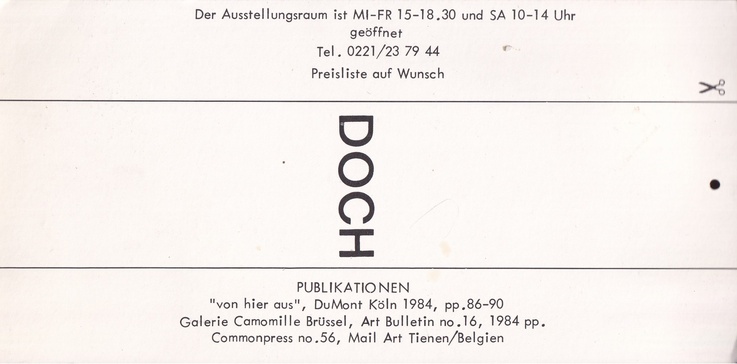 Der Ausstellungsraum ist MI-FR 15-18.30 und SA 10-14 Uhr
geöffnet
Tel. 0221/23 79 44
Preisliste auf Wunsch
DOCH
PUBLIKATIONEN
"von hier aus", DuMont Köln 1984, pp.86-90
Galerie Camomille Brüssel, Art Bulletin no.16, 1984 pp.
Commonpress no.56, Mail Art Tienen/Belgien